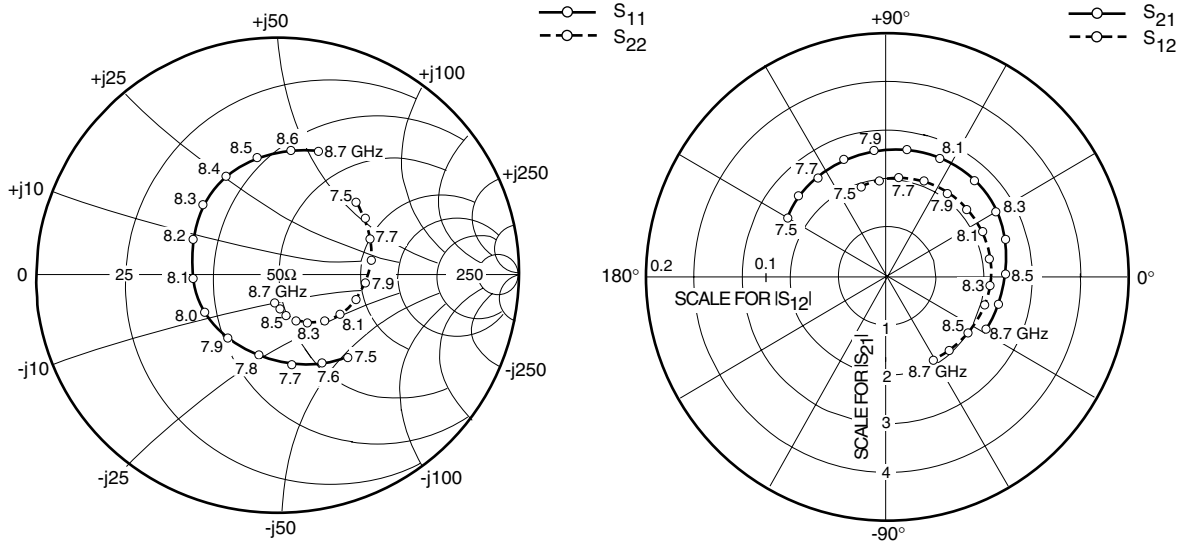 S11
S22
+j50
+j25
+j100
+j10
+j250
0
25
50Ω
250
-j10
-j250
-j25
-j100
-j50
8.7 GHz
8.6
8.5
8.4
8.3
8.2
8.1
8.0
7.9
7.8
7.7
7.6
7.5
7.5
7.7
7.9
8.1
8.3
8.5
8.7 GHz
S21
S12
+90°
180°
0°
-90°
0.2
0.1
SCALE FOR |S12|
SCALE FOR |S21|
1
2
3
4
7.5
7.7
7.9
8.1
8.3
8.5
8.7 GHz
7.5
7.7
7.9
8.1
8.3
8.5
8.7 GHz